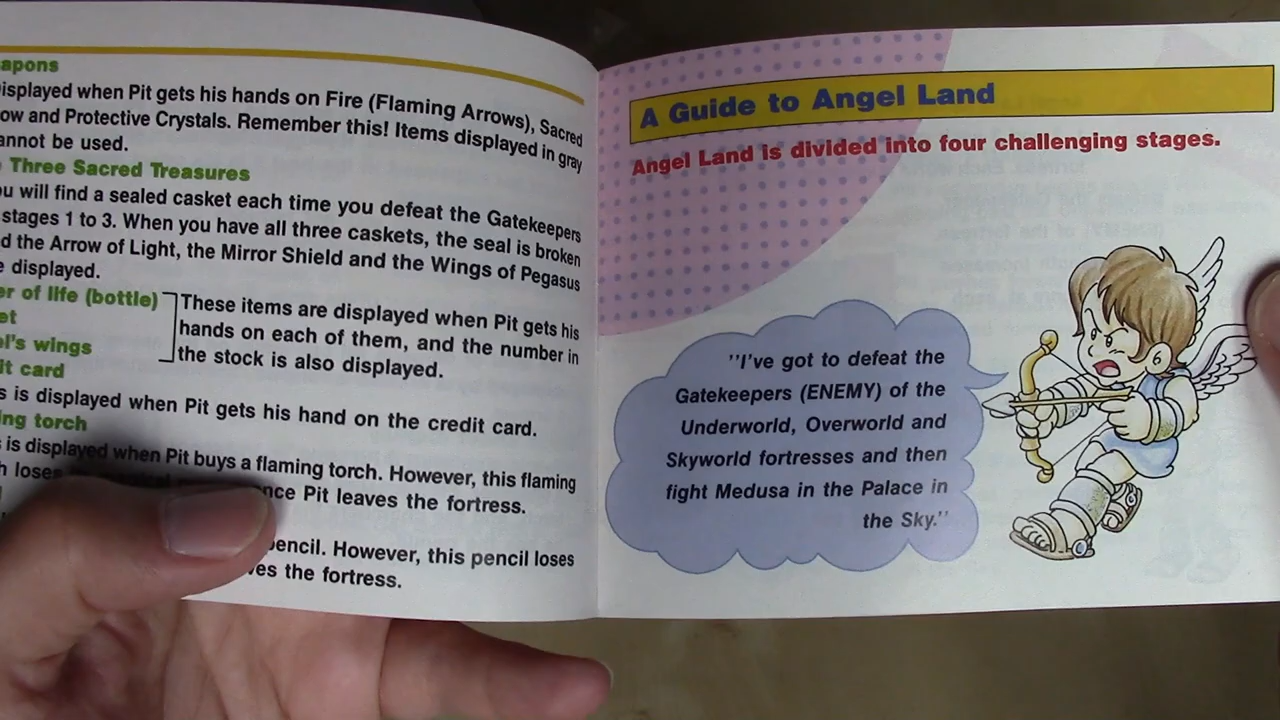 apons
isplayed when Pit gets his hands on Fire (Flaming Arrows), Sacred
ow and Protective Crystals. Remember this! Items displayed in gray
annot be used.
Three Sacred Treasures
u will find a sealed casket each time you defeat the Gatekeepers
stages 1 to 3. When you have all three caskets, the seal is broken
d the Arrow of Light, the Mirror Shield and the Wings of Pegasus
e displayed.
er of life (bottle)
et
el's wings
These items are displayed when Pit gets his
hands on each of them, and the number in
the stock is also displayed.
it card
s is displayed when Pit gets his hand on the credit card.
ing torch
is displayed when Pit buys a flaming torch. However, this flaming
h loses nce Pit leaves the fortress.
pencil. However, this pencil loses
ves the fortress.
A Guide to Angel Land
Angel Land is divided into four challenging stages.
''I've got to defeat the
Gatekeepers (ENEMY) of the
Underworld, Overworld and
Skyworld fortresses and then
fight Medusa in the Palace in
the Sky.''